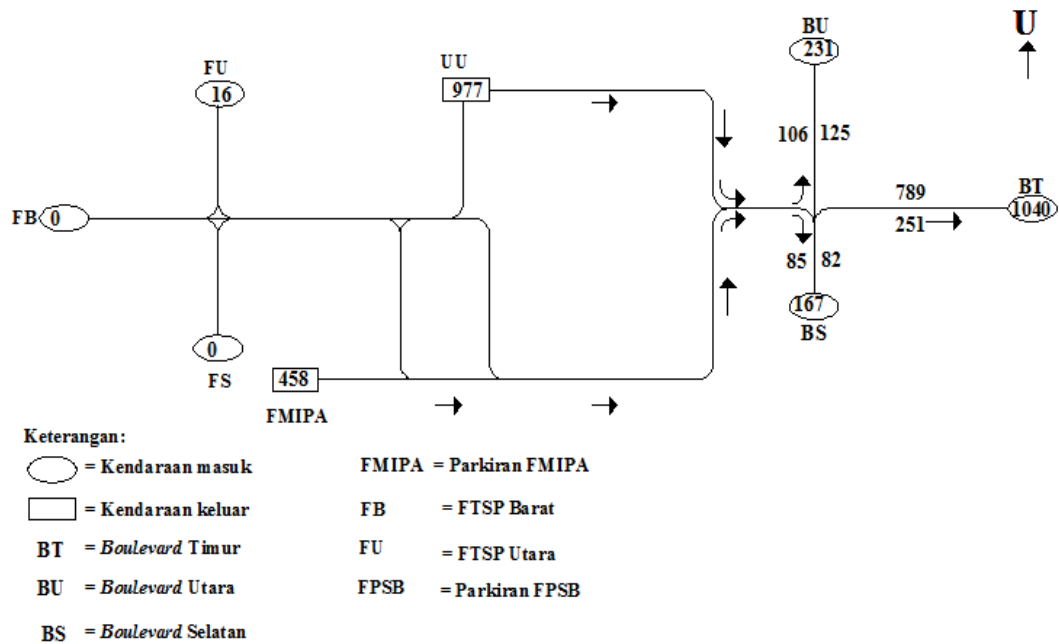 BU
231
U
FU
16
UU
977
106 125
FB 0
789
BT
1040
251
85 82
167
BS
0
FS
458
FMIPA
Keterangan:
= Kendaraan masuk
FMIPA = Parkiran FMIPA
= Kendaraan keluar
FB = FTSP Barat
BT = Boulevard Timur
FU = FTSP Utara
BU = Boulevard Utara
FPSB = Parkiran FPSB
BS = Boulevard Selatan